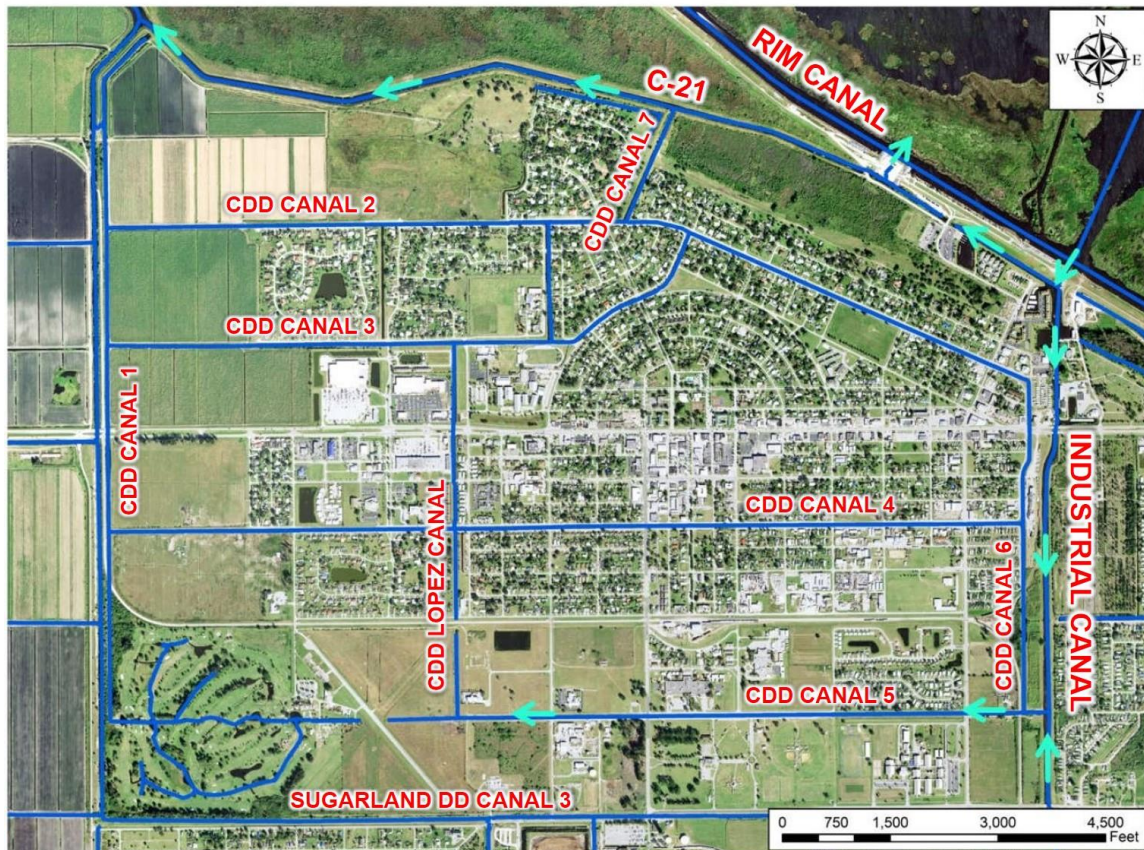 RIM CANAL
N
W E
S
C-21
CDD CANAL 7
CDD CANAL 2
CDD CANAL 3
CDD CANAL 1
CDD LOPEZ CANAL
CDD CANAL 4
CDD CANAL 6
INDUSTRIAL CANAL
CDD CANAL 5
SUGARLAND DD CANAL 3
0 750 1,500 3,000 4,500
Feet